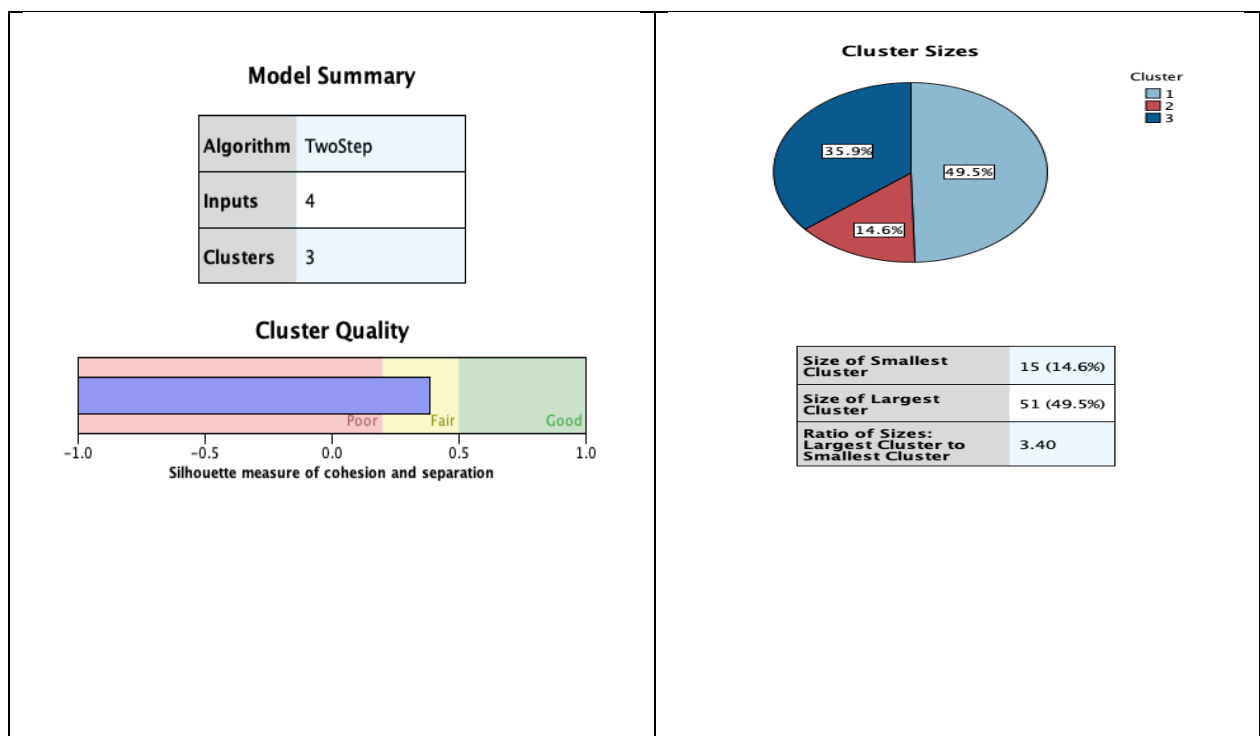 Model Summary
Algorithm TwoStep
Inputs 4
Clusters 3
Cluster Quality
Poor Fair Good
-1.0 -0.5 0.0 0.5 1.0
Silhouette measure of cohesion and separation
Cluster Sizes
Cluster
1
2
3
35.9%
49.5%
14.6%
Size of Smallest
Cluster
15 (14.6%)
Size of Largest
Cluster
51 (49.5%)
Ratio of Sizes:
Largest Cluster to
Smallest Cluster
3.40